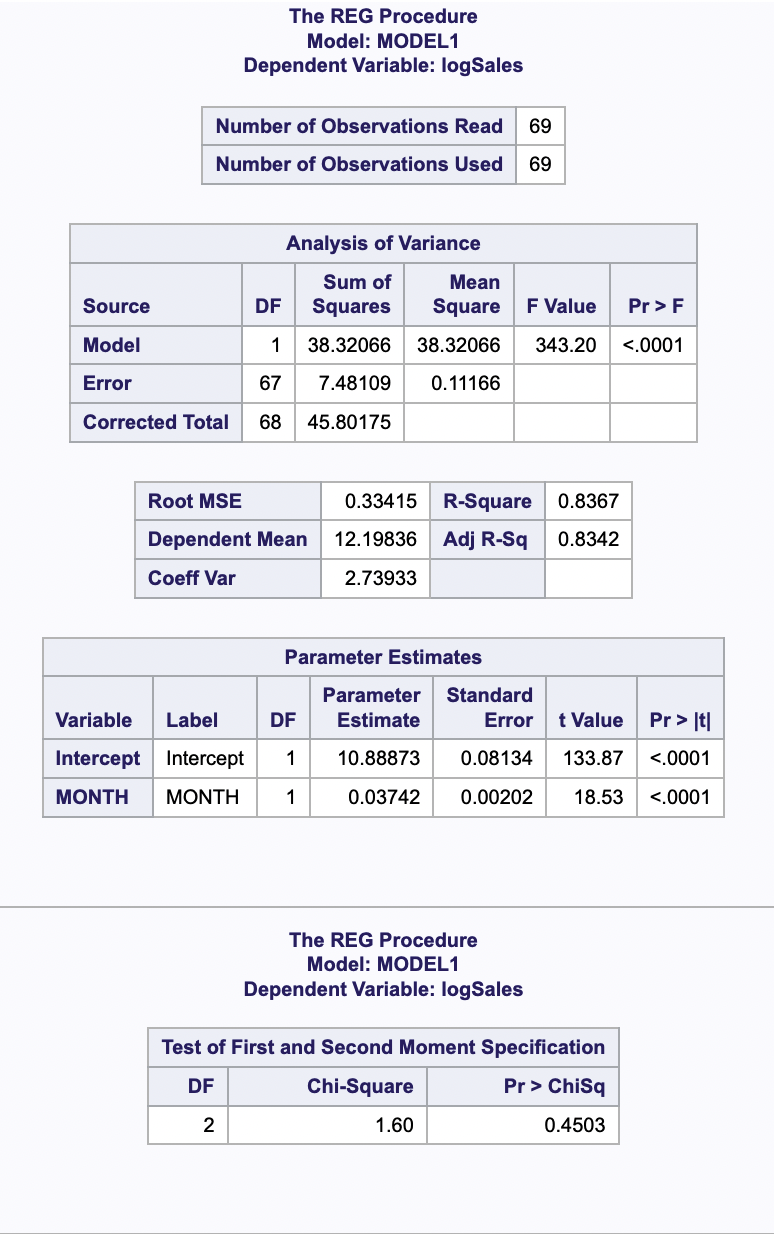 The REG Procedure
Model: MODEL1
Dependent Variable: logSales
Number of Observations Read 69
Number of Observations Used 69
Analysis of Variance
Source DF Sum of Squares Mean Square F Value Pr > F
Model 1 38.32066 38.32066 343.20 <.0001
Error 67 7.48109 0.11166
Corrected Total 68 45.80175
Root MSE 0.33415 R-Square 0.8367
Dependent Mean 12.19836 Adj R-Sq 0.8342
Coeff Var 2.73933
Parameter Estimates
Variable Label DF Parameter Estimate Standard Error t Value Pr > |t|
Intercept Intercept 1 10.88873 0.08134 133.87 <.0001
MONTH MONTH 1 0.03742 0.00202 18.53 <.0001
The REG Procedure
Model: MODEL1
Dependent Variable: logSales
Test of First and Second Moment Specification
DF Chi-Square Pr > ChiSq
2 1.60 0.4503